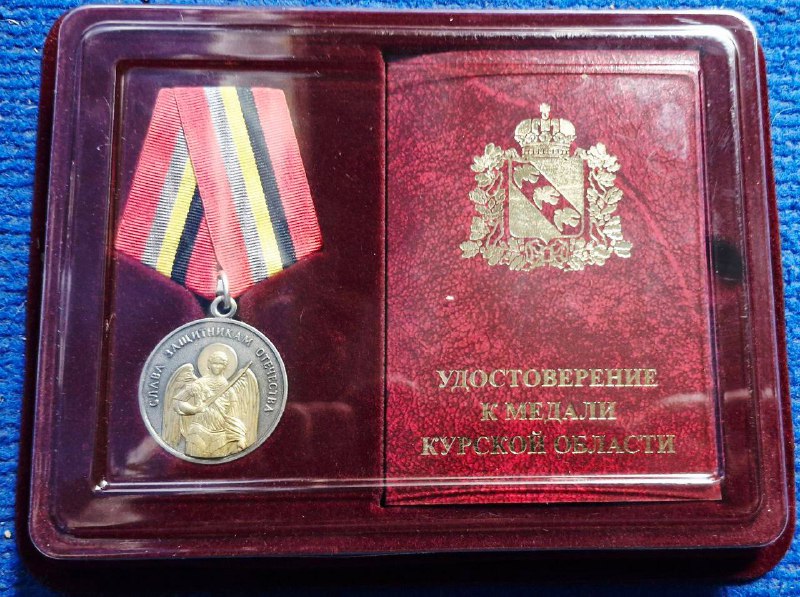 СЛАВА ЗАЩИТНИКАМ ОТЕЧЕСТВА
УДОСТОВЕРЕНИЕ
К МЕДАЛИ
КУРСКОЙ ОБЛАСТИ